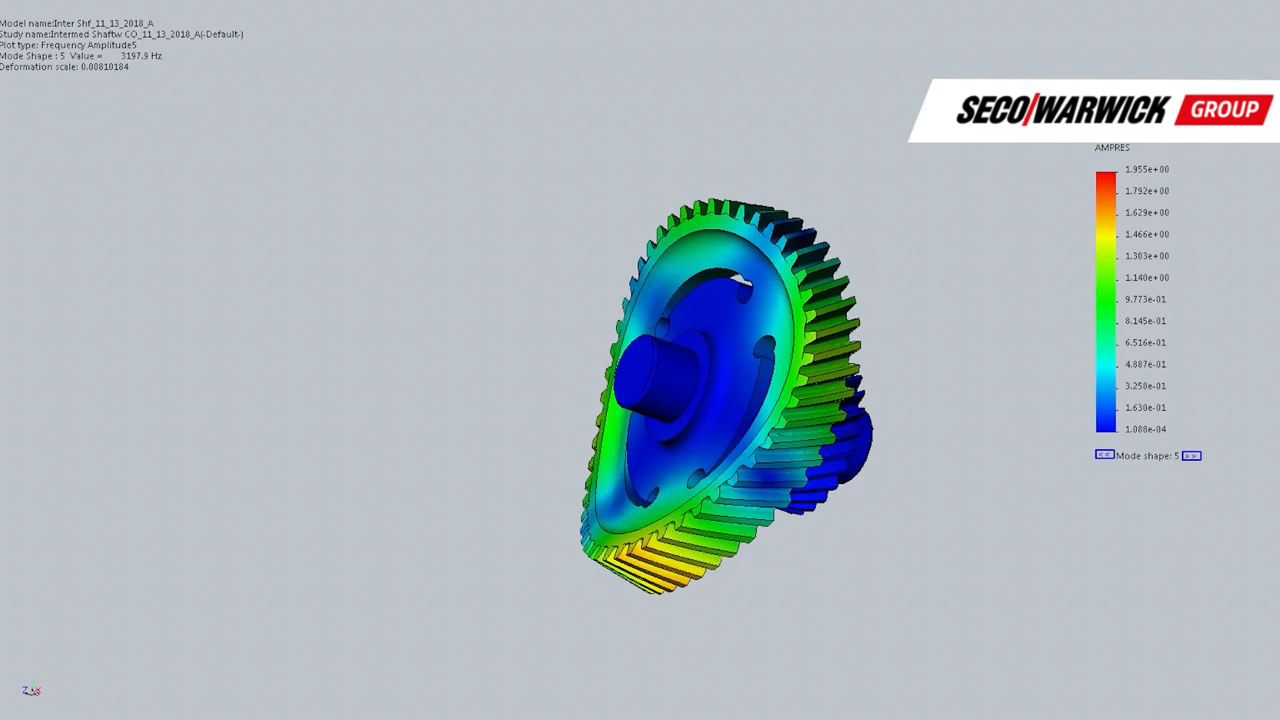 Model name:Inter Shf_11_13_2018_A
Study name:Intermed Shaftw CO_11_13_2018_A(-Default-)
Plot type: Frequency Amplitude5
Mode Shape : 5 Value = 3197.9 Hz
Deformation scale: 0.00810184
SECO/WARWICK GROUP
AMPRES
1.955e+00
1.792e+00
1.629e+00
1.466e+00
1.303e+00
1.140e+00
9.773e-01
8.145e-01
6.516e-01
4.887e-01
3.258e-01
1.630e-01
1.088e-04
<< Mode shape: 5 >>